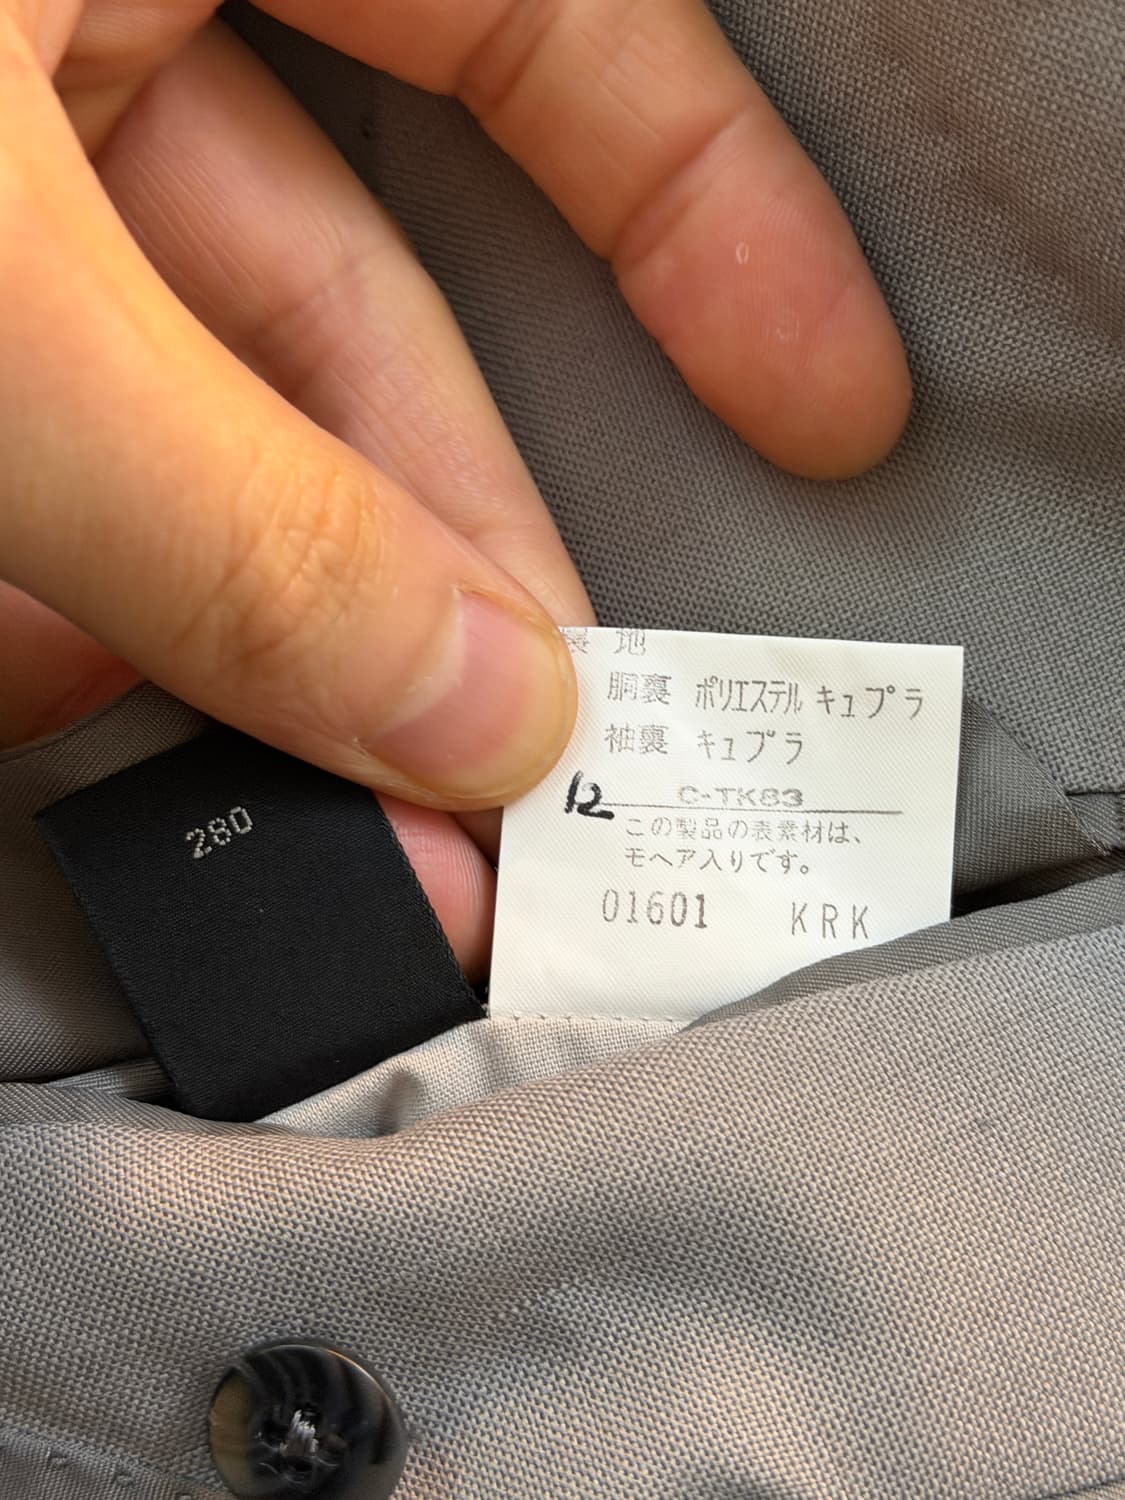 裏地
胴裏 ポリエステル キュプラ
袖裏 キュプラ
12
C-TK83
この製品の表素材は、
モヘア入りです。
01601 KRK
280